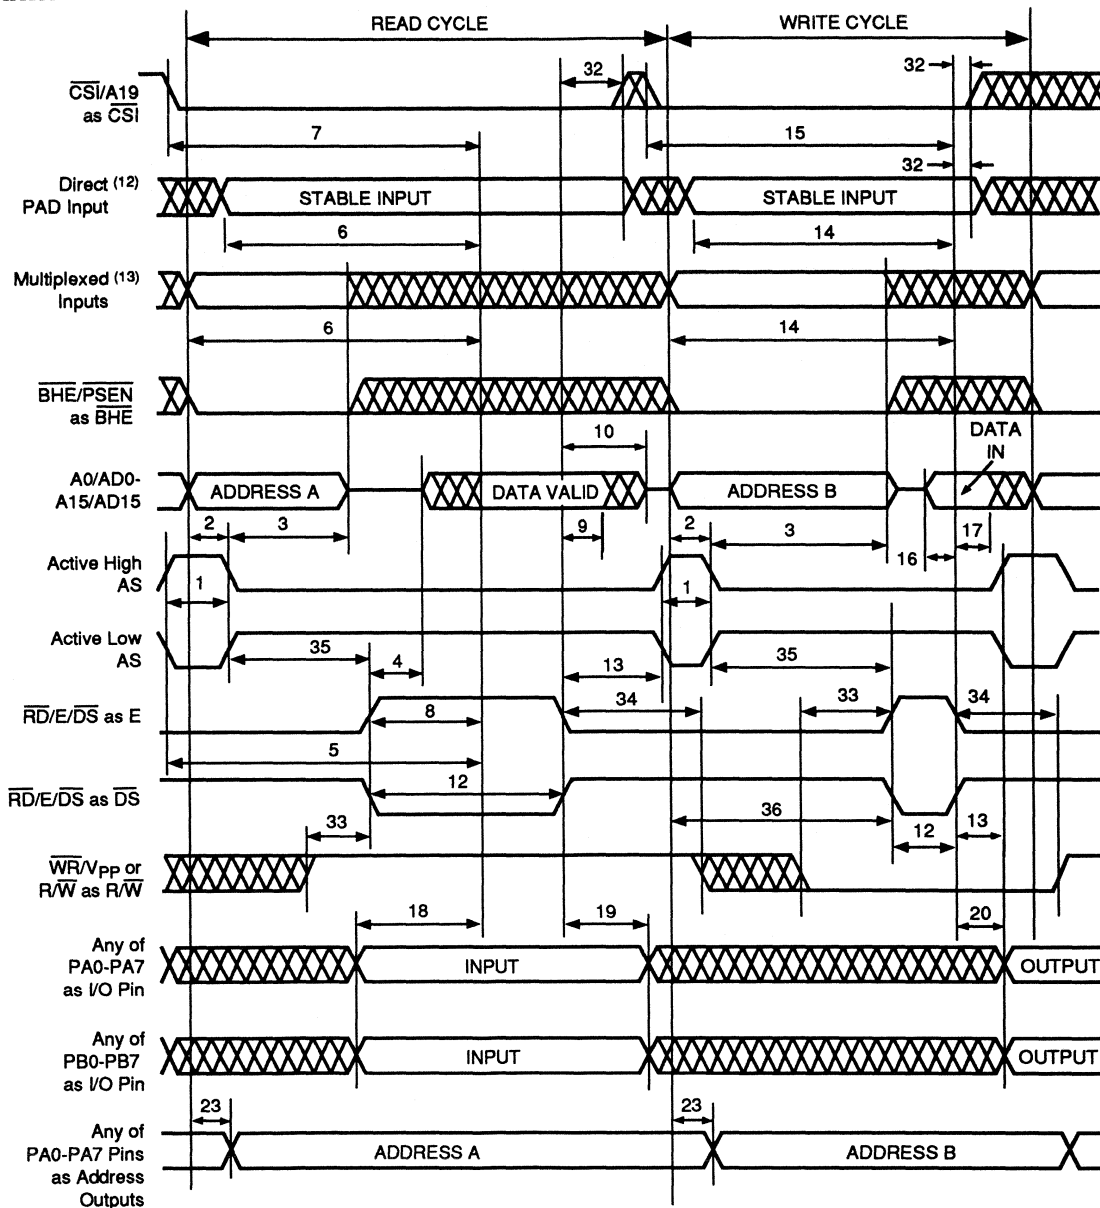 READ CYCLE
WRITE CYCLE
CSI/A19
as CSI
32
32
7
15
Direct (12)
PAD Input
STABLE INPUT
STABLE INPUT
32
6
14
Multiplexed (13)
Inputs
6
14
BHE/PSEN
as BHE
10
DATA
IN
A0/AD0-
A15/AD15
ADDRESS A
DATA VALID
ADDRESS B
2
3
9
2
3
16
17
Active High
AS
1
1
Active Low
AS
35
4
13
35
RD/E/DS as E
8
34
33
34
5
RD/E/DS as DS
12
36
12
13
33
WR/VPP or
R/W as R/W
18
19
20
Any of
PA0-PA7
as I/O Pin
INPUT
OUTPUT
Any of
PB0-PB7
as I/O Pin
INPUT
OUTPUT
23
23
Any of
PA0-PA7 Pins
as Address
Outputs
ADDRESS A
ADDRESS B